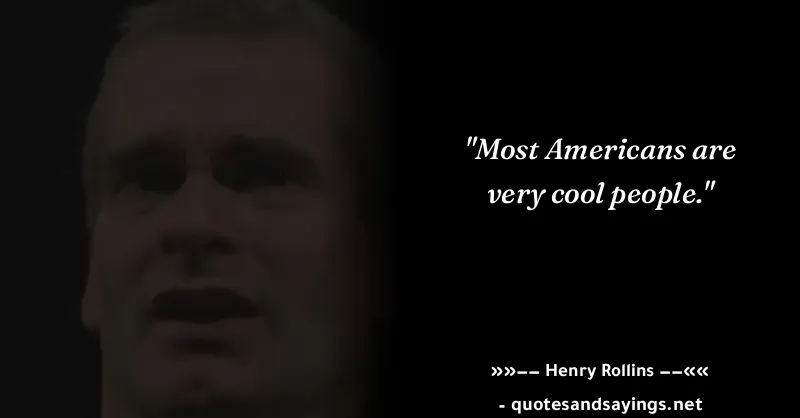 "Most Americans are
very cool people."
»»−− Henry Rollins −−««
- quotesandsayings.net